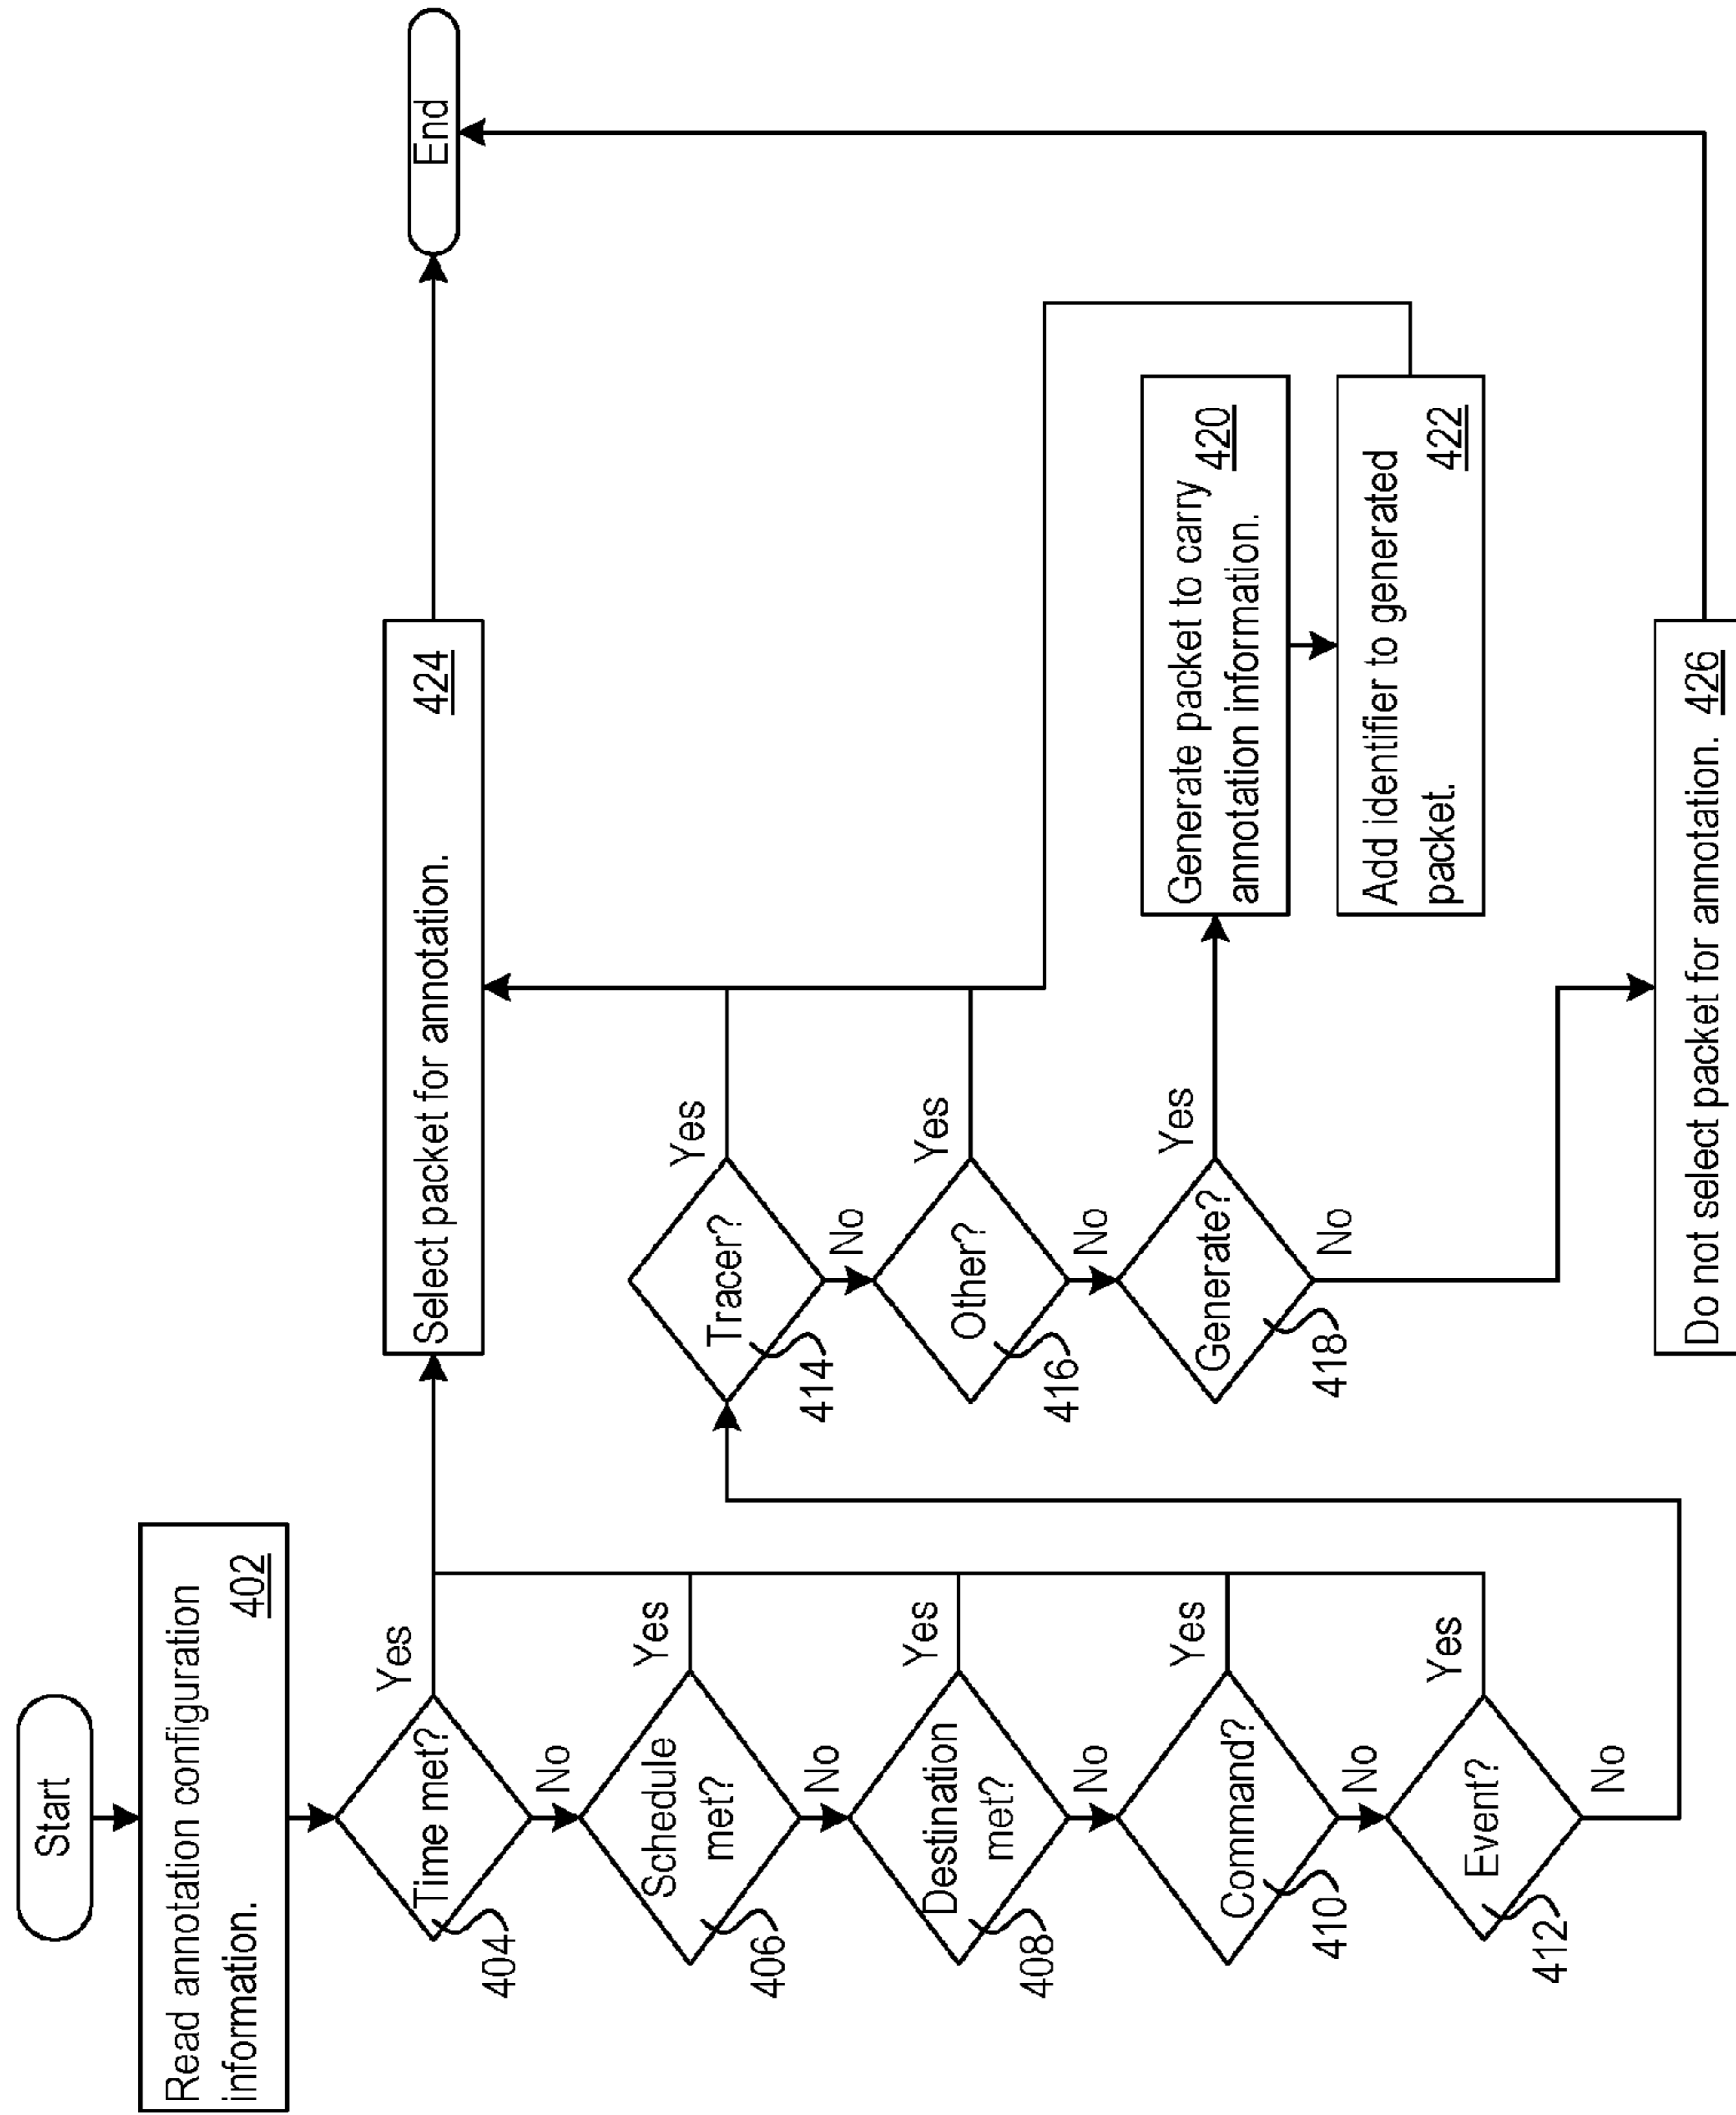 Start
Read annotation configuration
information.
402
Time met?
Yes
404
No
Schedule
met?
Yes
406
No
Destination
met?
Yes
408
No
Command?
Yes
410
No
Event?
Yes
412
No
Select packet for annotation.
424
Tracer?
Yes
414
No
Other?
Yes
416
No
Generate?
Yes
418
No
Generate packet to carry
annotation information.
420
Add identifier to generated
packet.
422
Do not select packet for annotation. 426
End